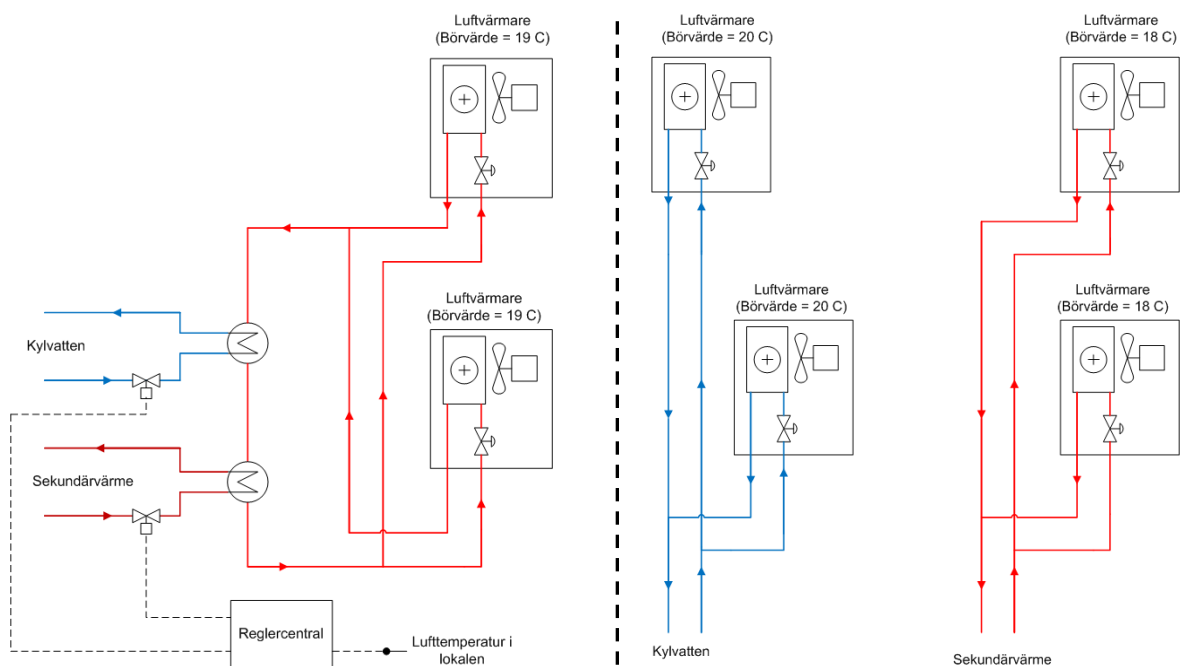 Luftvärmare
(Börvärde = 19 C)
Luftvärmare
(Börvärde = 20 C)
Luftvärmare
(Börvärde = 18 C)
Luftvärmare
(Börvärde = 19 C)
Luftvärmare
(Börvärde = 20 C)
Luftvärmare
(Börvärde = 18 C)
Kylvatten
Sekundärvärme
Reglercentral
Lufttemperatur i
lokalen
Kylvatten
Sekundärvärme